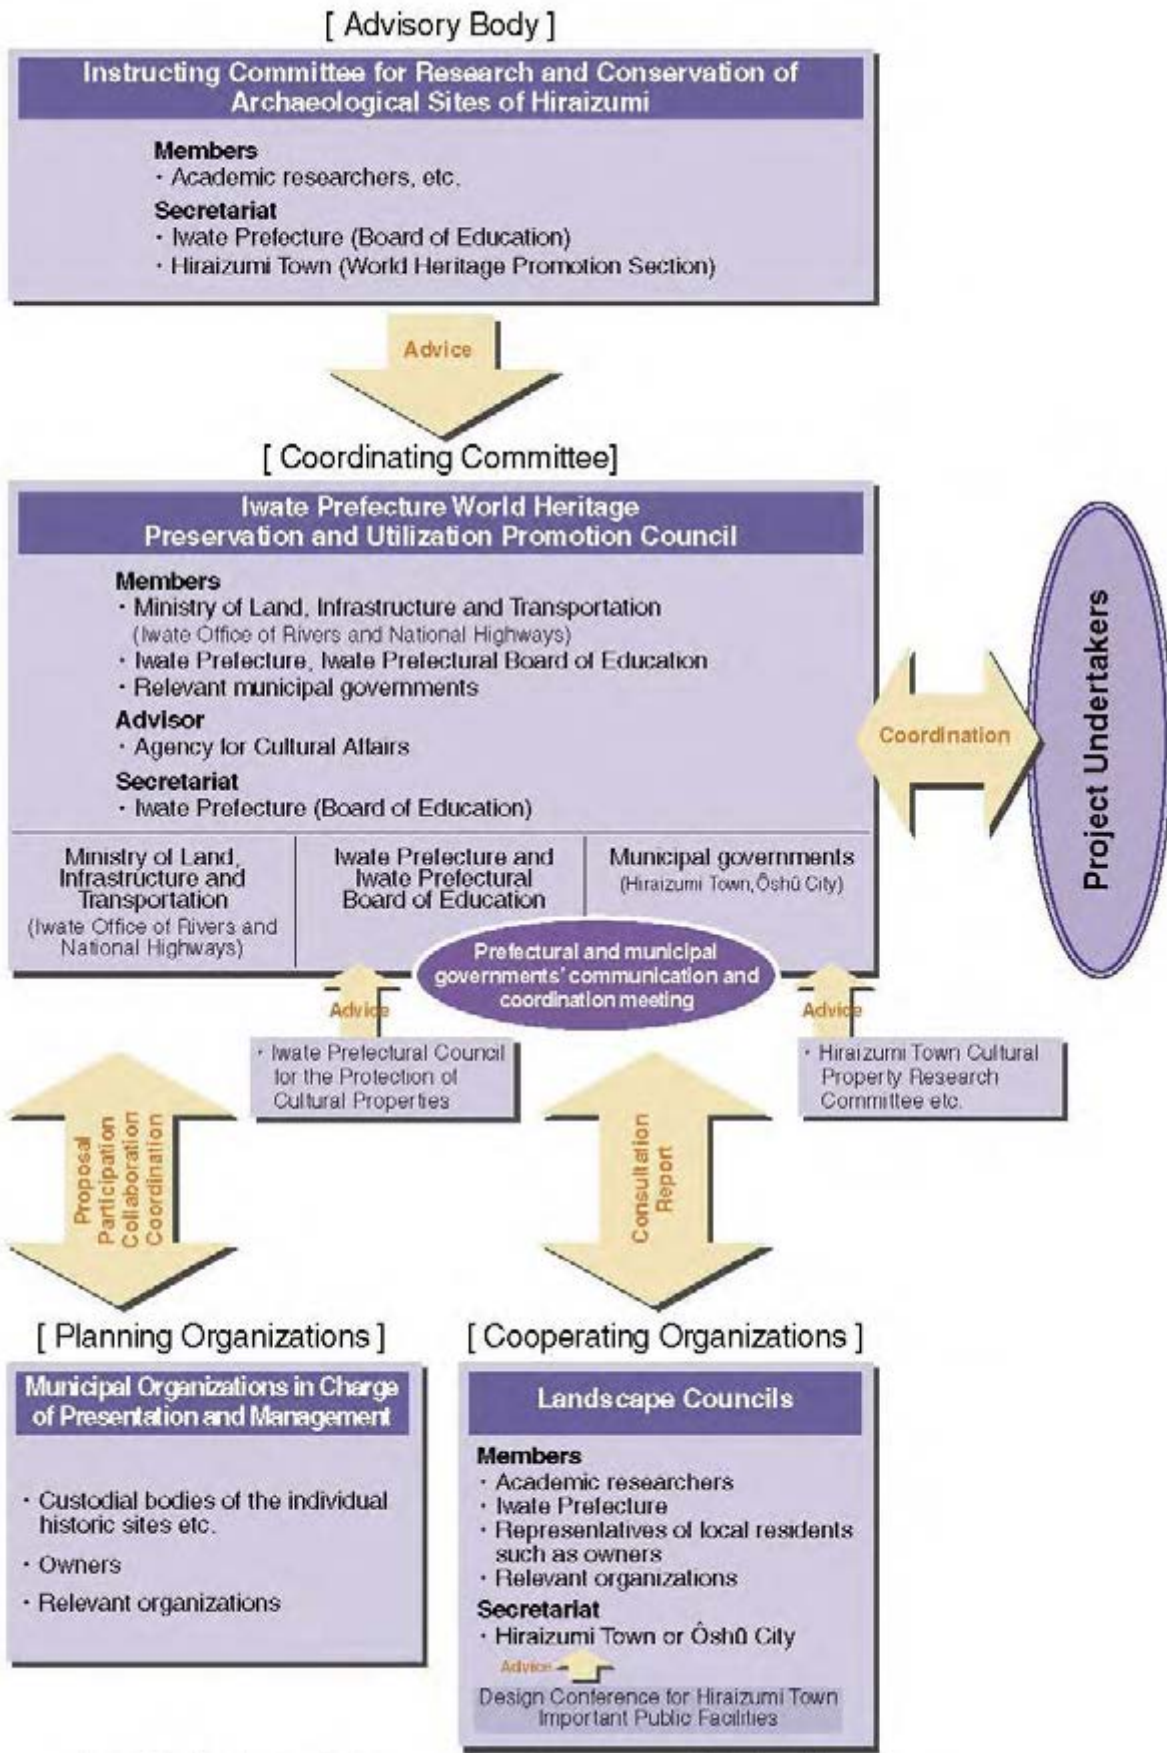 [ Advisory Body ]
Instructing Committee for Research and Conservation of
Archaeological Sites of Hiraizumi
Members
・Academic researchers, etc.
Secretariat
・Iwate Prefecture (Board of Education)
・Hiraizumi Town (World Heritage Promotion Section)
Advice
[ Coordinating Committee]
Iwate Prefecture World Heritage
Preservation and Utilization Promotion Council
Members
・Ministry of Land, Infrastructure and Transportation
(Iwate Office of Rivers and National Highways)
・Iwate Prefecture, Iwate Prefectural Board of Education
・Relevant municipal governments
Advisor
・Agency for Cultural Affairs
Secretariat
・Iwate Prefecture (Board of Education)
Ministry of Land,
Infrastructure and
Transportation
(Iwate Office of Rivers and
National Highways)
Iwate Prefecture and
Iwate Prefectural
Board of Education
Municipal governments
(Hiraizumi Town, Ôshû City)
Prefectural and municipal
governments' communication and
coordination meeting
Coordination
Project Undertakers
Advice
・Iwate Prefectural Council
for the Protection of
Cultural Properties
Advice
・Hiraizumi Town Cultural
Property Research
Committee etc.
Proposal
Participation
Collaboration
Coordination
Consultation
Report
[ Planning Organizations ]
Municipal Organizations in Charge
of Presentation and Management
・Custodial bodies of the individual
historic sites etc.
・Owners
・Relevant organizations
[ Cooperating Organizations ]
Landscape Councils
Members
・Academic researchers
・Iwate Prefecture
・Representatives of local residents
such as owners
・Relevant organizations
Secretariat
・Hiraizumi Town or Ôshû City
Advice
Design Conference for Hiraizumi Town
Important Public Facilities